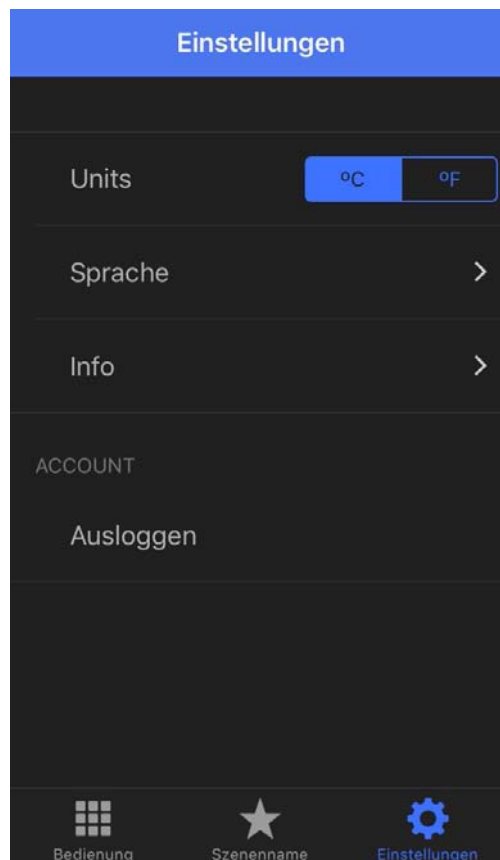 Einstellungen
Units ºC ºF
Sprache
Info
ACCOUNT
Ausloggen
Bedienung Szenenname Einstellungen